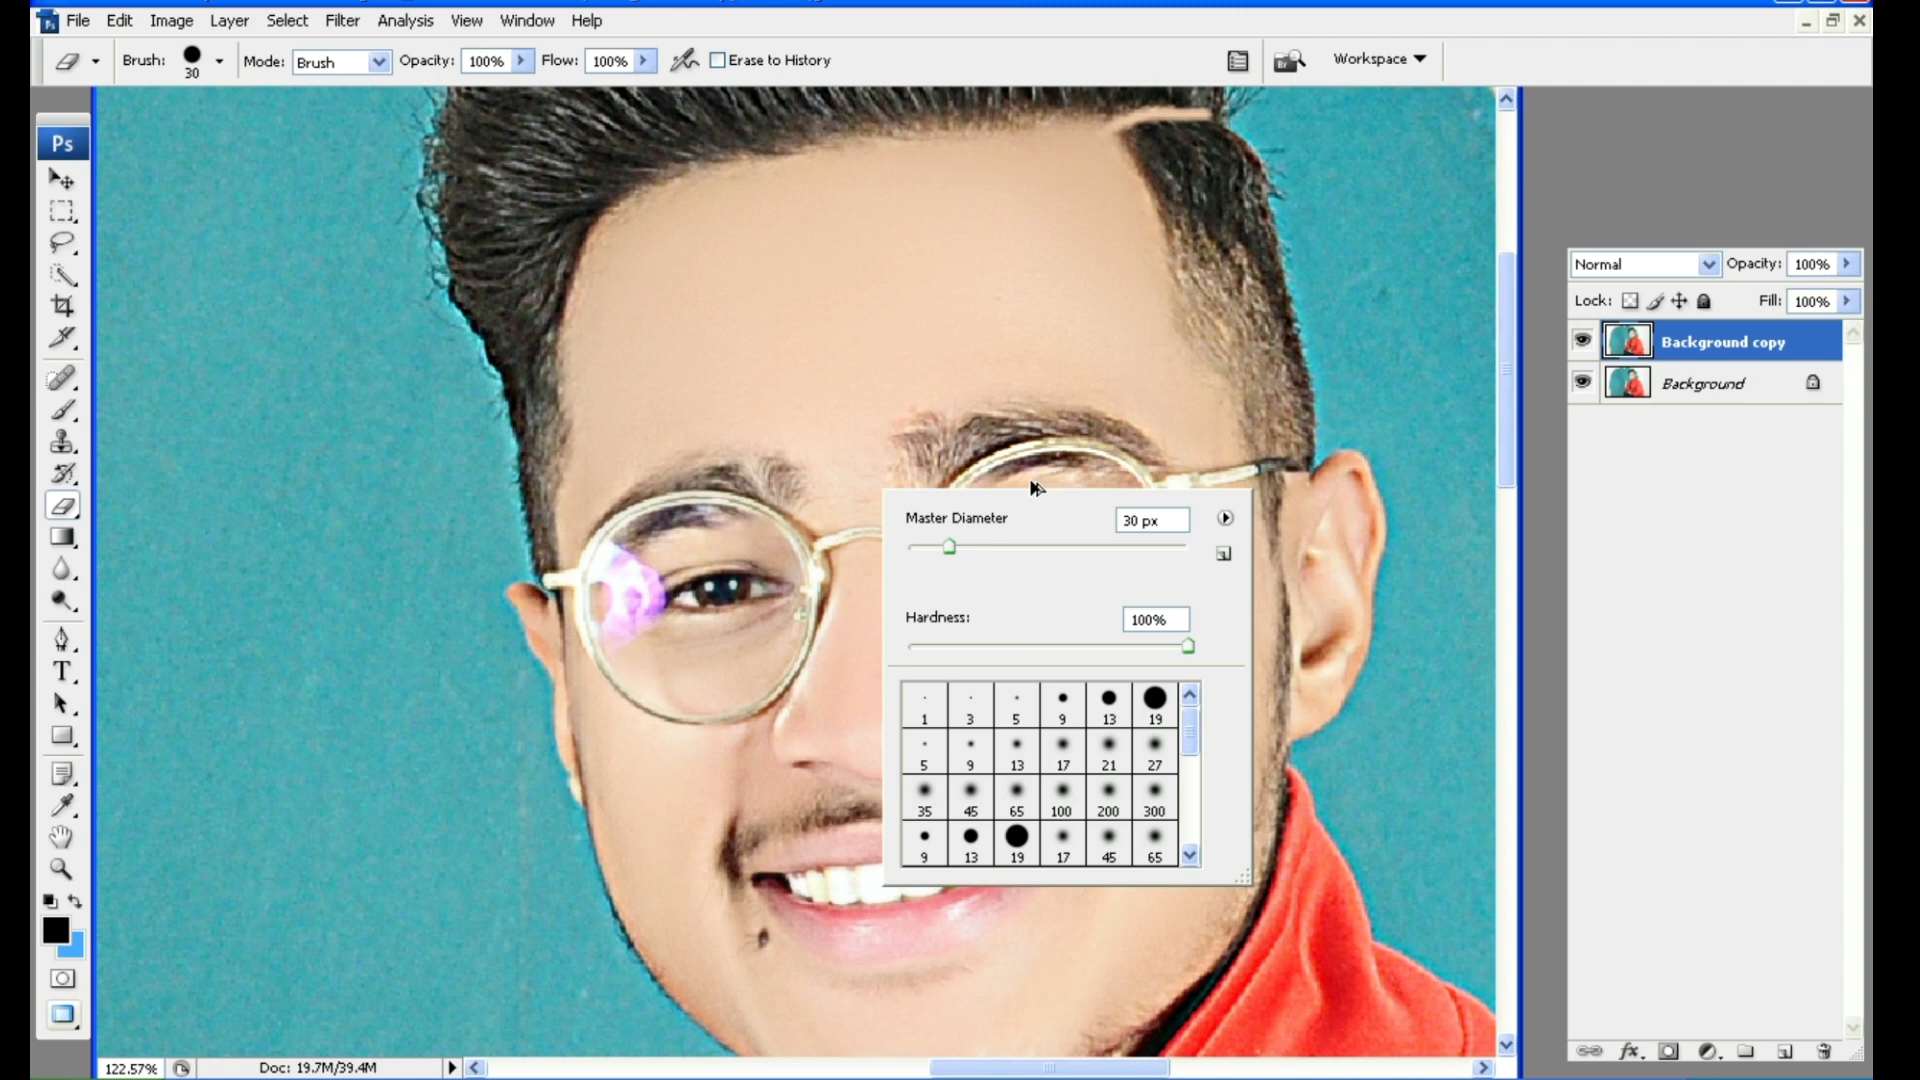 File Edit Image Layer Select Filter Analysis View Window Help
Brush: 30 Mode: Brush Opacity: 100% Flow: 100% Erase to History Workspace
Ps
Normal Opacity: 100%
Lock: Fill: 100%
Background copy
Background
Master Diameter 30 px
Hardness: 100%
1 3 5 9 13 19
5 9 13 17 21 27
35 45 65 100 200 300
9 13 19 17 45 65
T
fx
122.57% Doc: 19.7M/39.4M